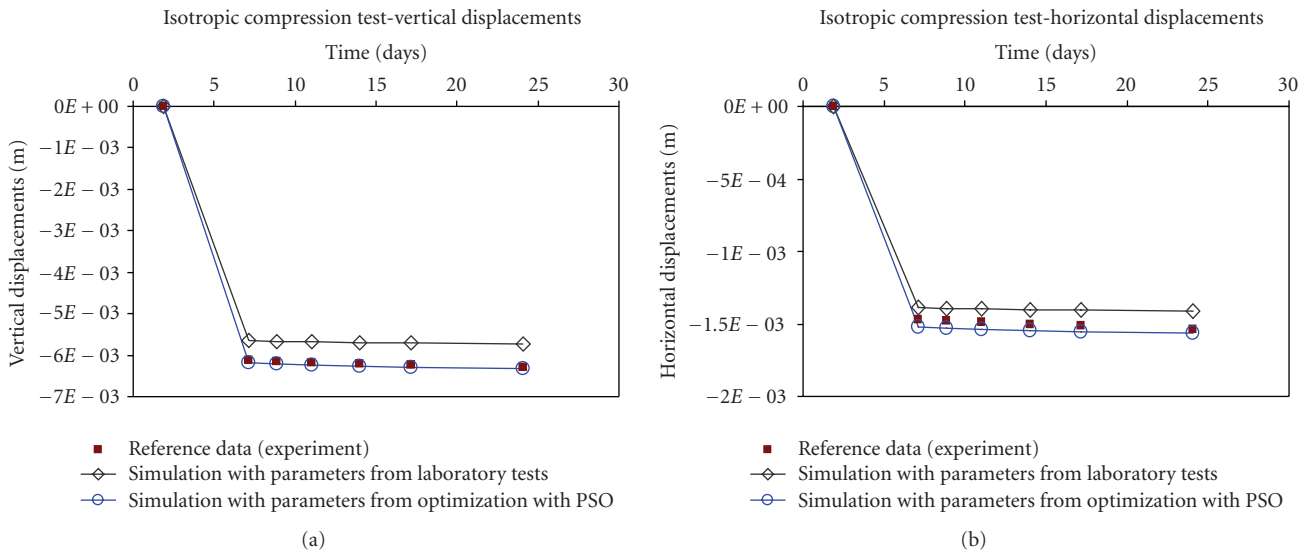 Isotropic compression test-vertical displacements
Time (days)
0 5 10 15 20 25 30
0E + 00
−1E − 03
−2E − 03
−3E − 03
−4E − 03
−5E − 03
−6E − 03
−7E − 03
Vertical displacements (m)
Reference data (experiment)
Simulation with parameters from laboratory tests
Simulation with parameters from optimization with PSO
(a)
Isotropic compression test-horizontal displacements
Time (days)
0 5 10 15 20 25 30
0E + 00
−5E − 04
−1E − 03
−1.5E − 03
−2E − 03
Horizontal displacements (m)
Reference data (experiment)
Simulation with parameters from laboratory tests
Simulation with parameters from optimization with PSO
(b)